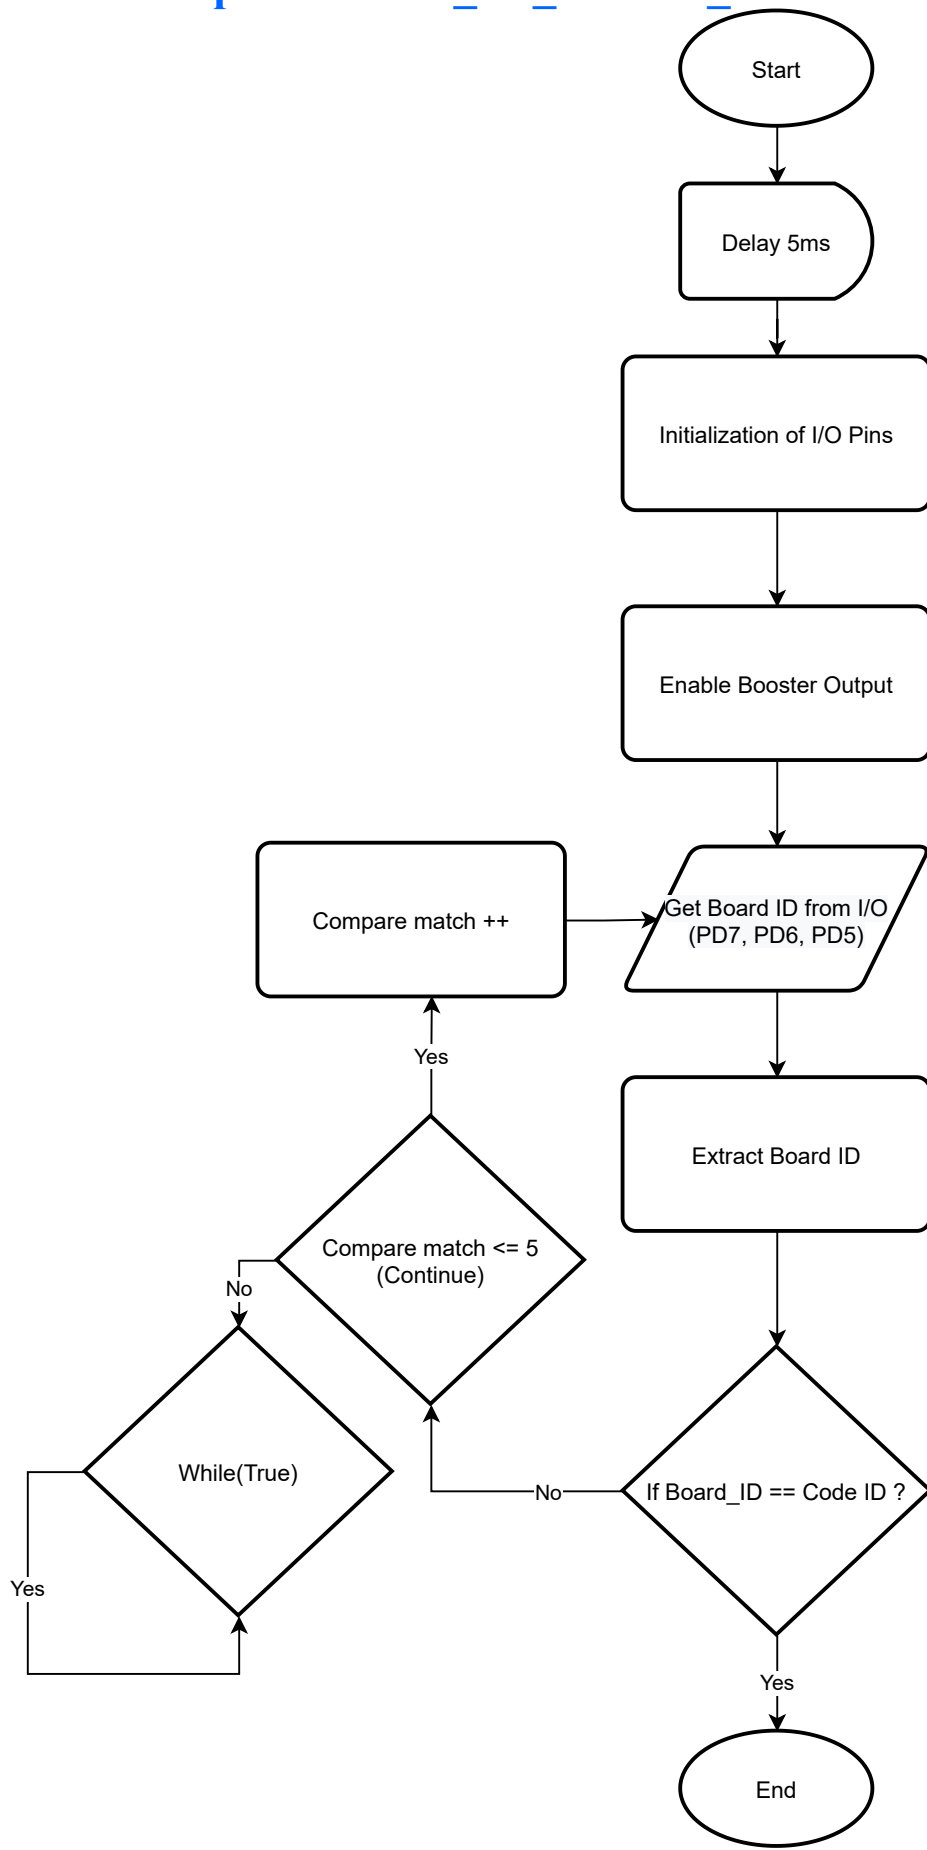 Start
Delay 5ms
Initialization of I/O Pins
Enable Booster Output
Compare match ++
Get Board ID from I/O
(PD7, PD6, PD5)
Yes
Extract Board ID
Compare match <= 5
(Continue)
No
While(True)
If Board_ID == Code ID ?
No
Yes
Yes
End